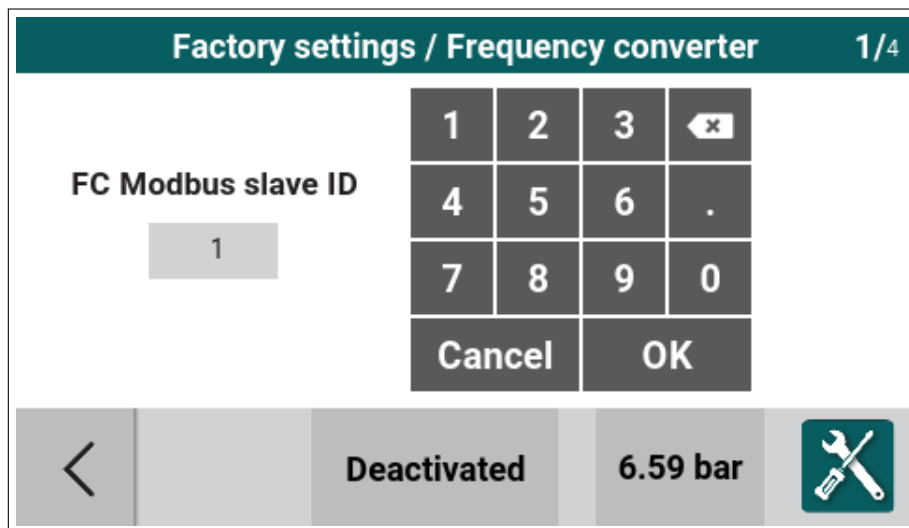 Factory settings / Frequency converter 1/4
FC Modbus slave ID
1
1 2 3
4 5 6 .
7 8 9 0
Cancel OK
Deactivated 6.59 bar